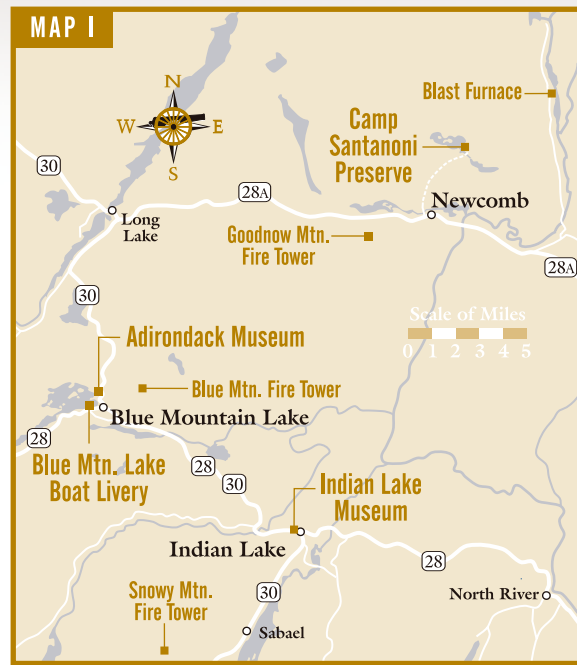 MAP I
N
W E
S
Blast Furnace
Camp
Santanoni
Preserve
30
28A
Newcomb
Long
Lake
Goodnow Mtn.
Fire Tower
28A
30
Scale of Miles
0 1 2 3 4 5
Adirondack Museum
Blue Mtn. Fire Tower
Blue Mountain Lake
28
Blue Mtn. Lake
Boat Livery
28
30
Indian Lake
Museum
Indian Lake
28
Snowy Mtn.
Fire Tower
30
North River
Sabael